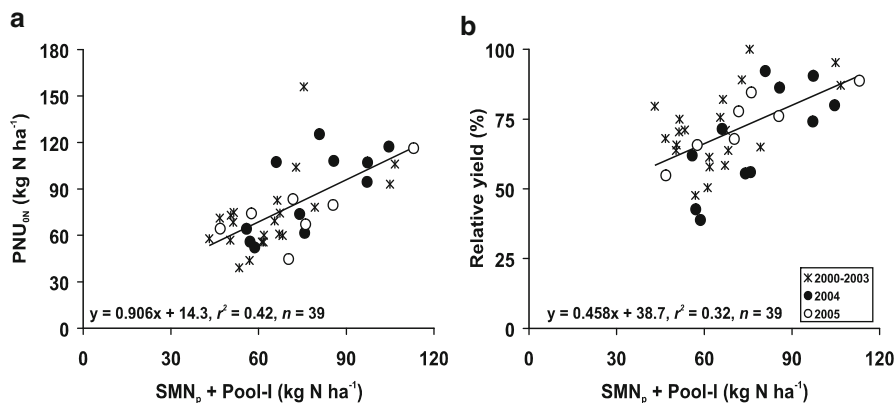 a
180
150
120
90
60
30
0
PNU0N (kg N ha-1)
y = 0.906x + 14.3, r2 = 0.42, n = 39
0 30 60 90 120
SMNp + Pool-I (kg N ha-1)
b
100
75
50
25
0
Relative yield (%)
2000-2003
2004
2005
y = 0.458x + 38.7, r2 = 0.32, n = 39
0 30 60 90 120
SMNp + Pool-I (kg N ha-1)